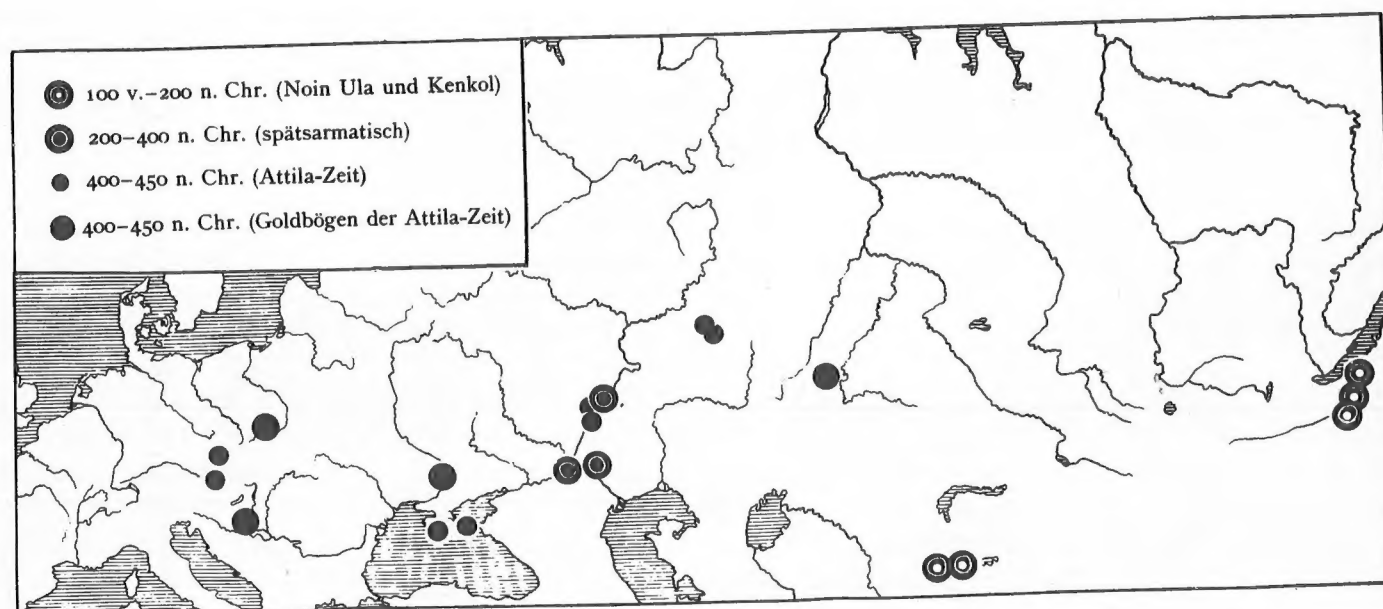 100 v.–200 n. Chr. (Noin Ula und Kenkol)
200–400 n. Chr. (spätsarmatisch)
400–450 n. Chr. (Attila-Zeit)
400–450 n. Chr. (Goldbögen der Attila-Zeit)